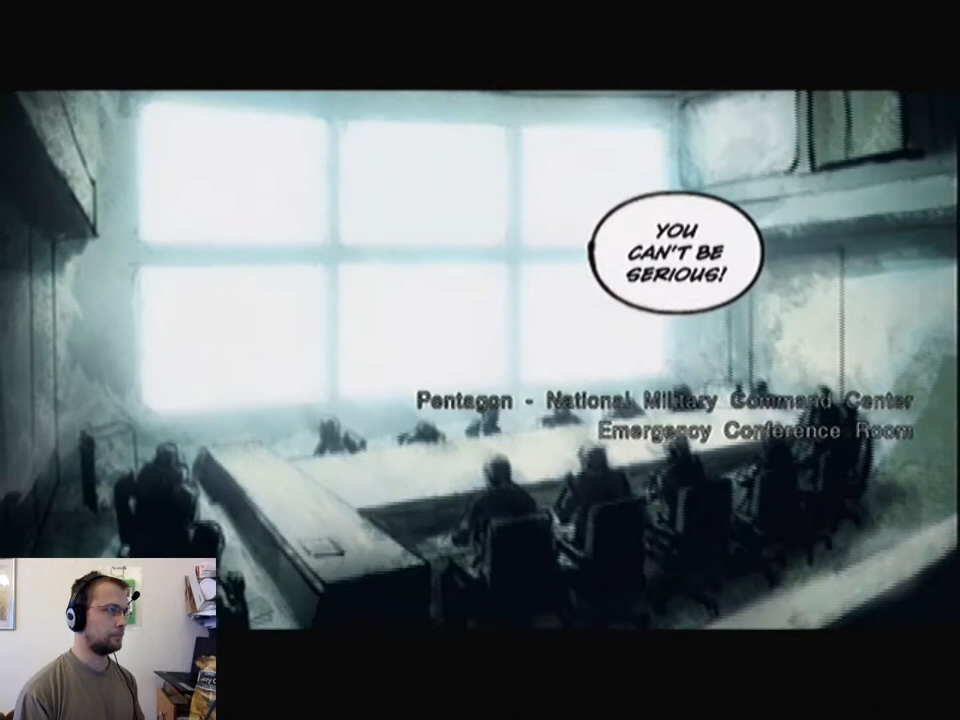 YOU
CAN'T BE
SERIOUS!
Pentagon - National Military Command Center
Emergency Conference Room